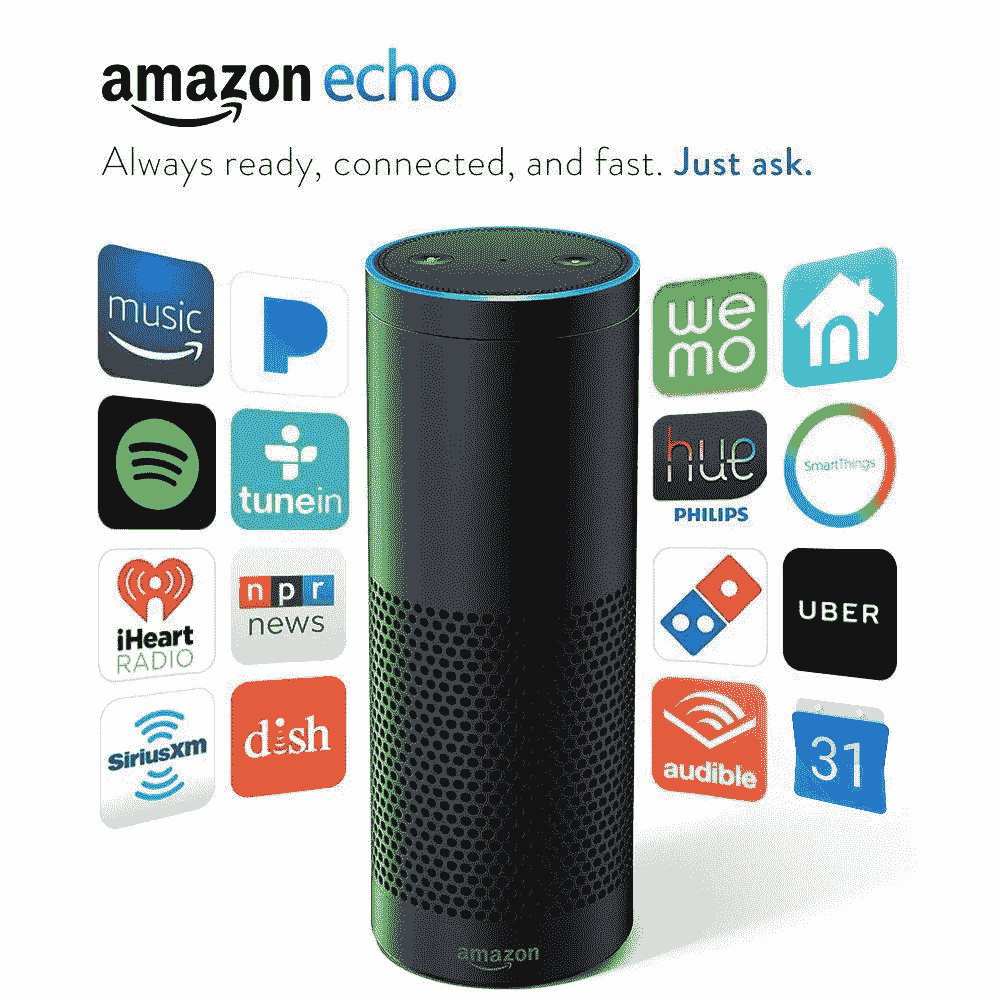 amazon echo
Always ready, connected, and fast. Just ask.
music
we
mo
hue
PHILIPS
SmartThings
tunein
iHeart
RADIO
npr
news
UBER
SiriusXM
dish
audible
31
amazon